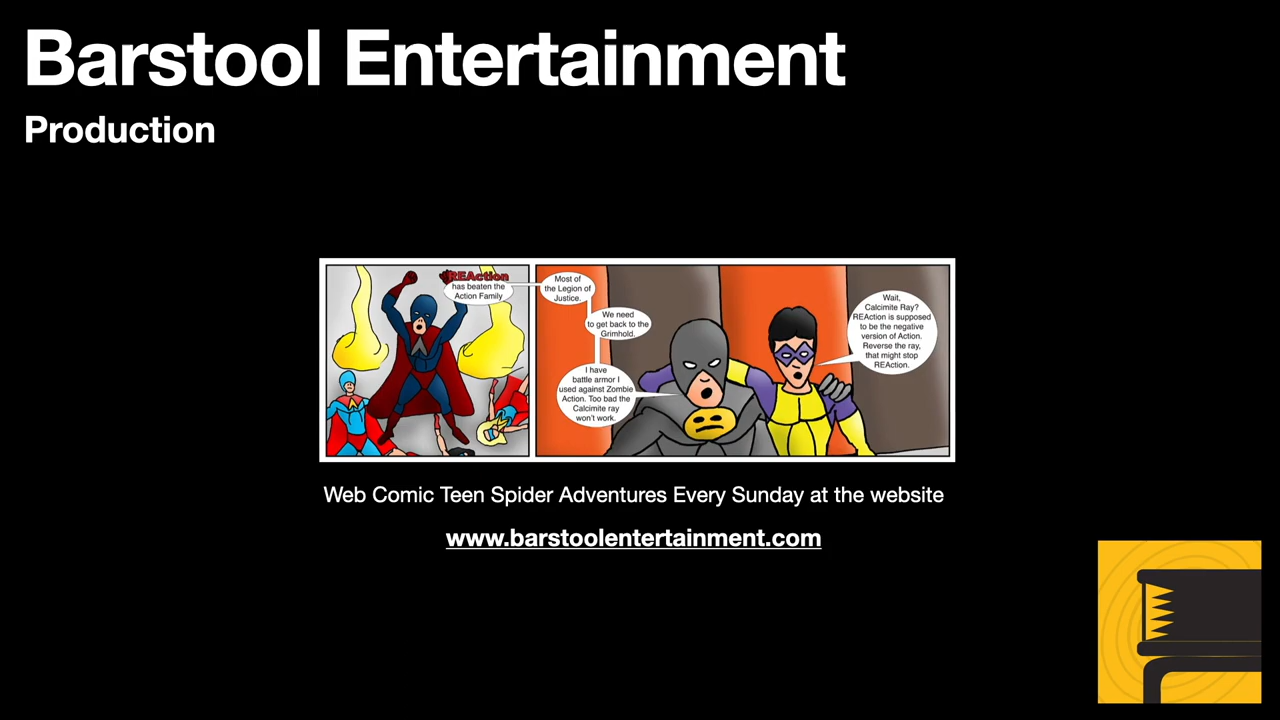 Barstool Entertainment
Production
REAction
has beaten the
Action Family
Most of
the Legion of
Justice.
We need
to get back to the
Grimhold.
I have
battle armor I
used against Zombie
Action. Too bad the
Calcimite ray
won't work.
Wait,
Calcimite Ray?
REAction is supposed
to be the negative
version of Action.
Reverse the ray,
that might stop
REAction.
Web Comic Teen Spider Adventures Every Sunday at the website
www.barstoolentertainment.com